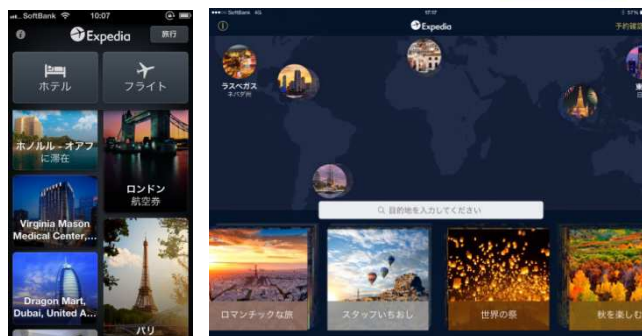 SoftBank
10:07
Expedia
旅行
ホテル
フライト
ホノルル - オアフ
に滞在
ロンドン
航空券
Virginia Mason
Medical Center,...
Dragon Mart,
Dubai, United A...
パリ
SoftBank 4G
17:17
57%
Expedia
予約確認
ラスベガス
ネバダ州
東
目的地を入力してください
ロマンチックな旅
スタッフいちおし
世界の祭
秋を楽しむ